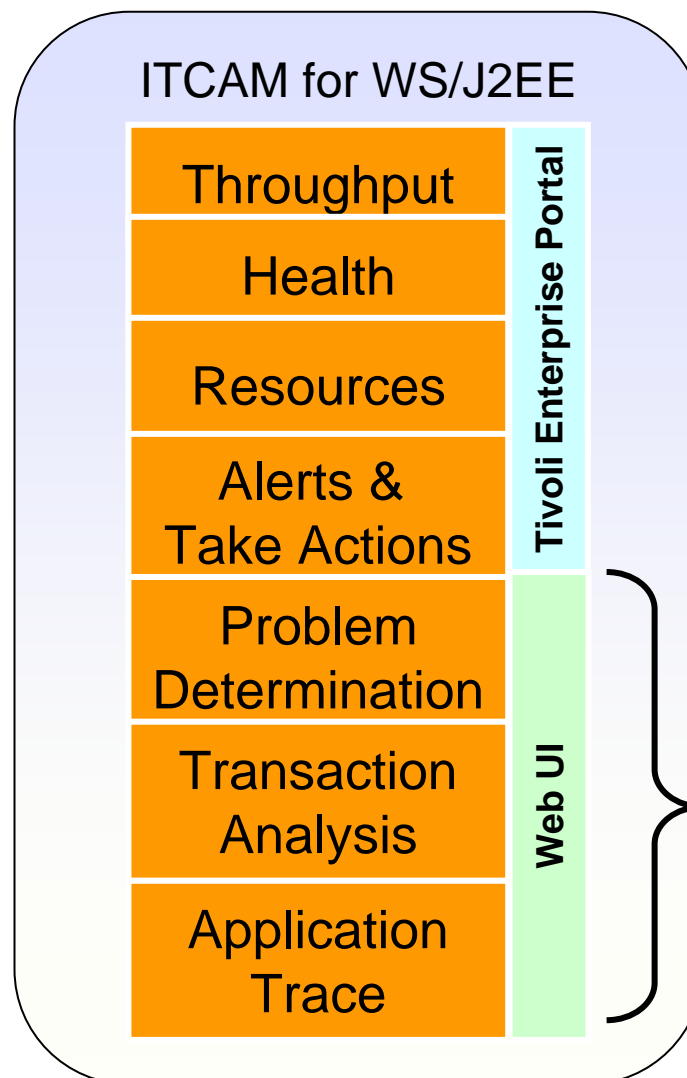 ITCAM for WS/J2EE
Throughput
Health
Resources
Alerts &
Take Actions
Problem
Determination
Transaction
Analysis
Application
Trace
Tivoli Enterprise Portal
Web UI